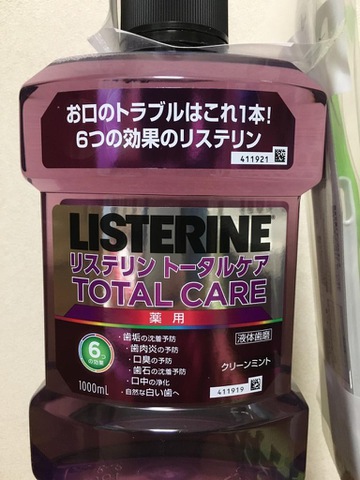 お口のトラブルはこれ1本!
6つの効果のリステリン
411921
LISTERINE
リステリン トータルケア
TOTAL CARE
薬用
6つの効果
・歯垢の沈着予防
・歯肉炎の予防
・口臭の予防
・歯石の沈着予防
・口中の浄化
・自然な白い歯へ
液体歯磨
クリーンミント
1000mL
411919